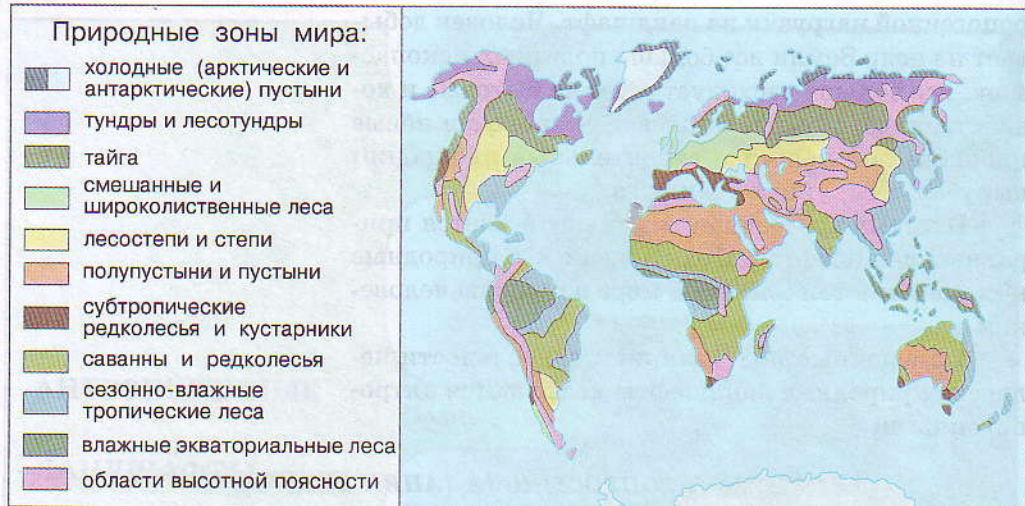 Природные зоны мира:
холодные (арктические и
антарктические) пустыни
тундры и лесотундры
тайга
смешанные и
широколиственные леса
лесостепи и степи
полупустыни и пустыни
субтропические
редколесья и кустарники
саванны и редколесья
сезонно-влажные
тропические леса
влажные экваториальные леса
области высотной поясности